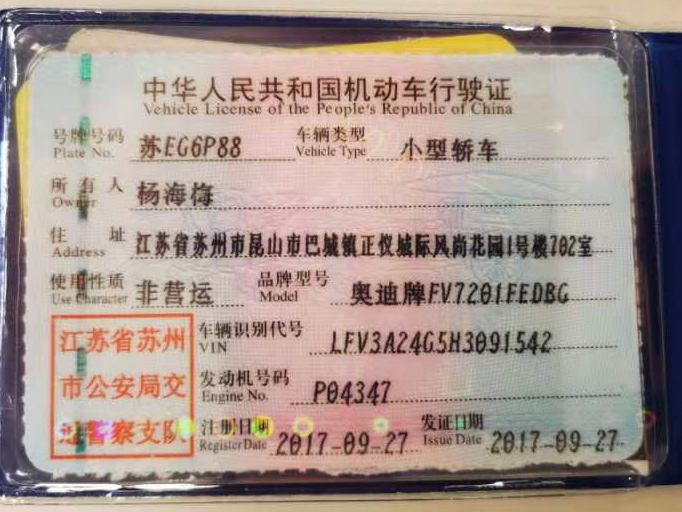 中华人民共和国机动车行驶证
Vehicle License of the People's Republic of China
号牌号码 苏EG6P88 车辆类型 小型轿车
Plate No. Vehicle Type
所有人 杨海梅
Owner
住址 江苏省苏州市昆山市巴城镇正仪城际风尚花园1号楼702室
Address
使用性质 非营运 品牌型号 奥迪牌FV7201FEDBG
Use Character Model
江苏省苏州 车辆识别代号 LFV3A24G5H3091542
VIN
市公安局交 发动机号码 P04347
Engine No.
通警察支队 注册日期 2017-09-27 发证日期 2017-09-27
Register Date Issue Date